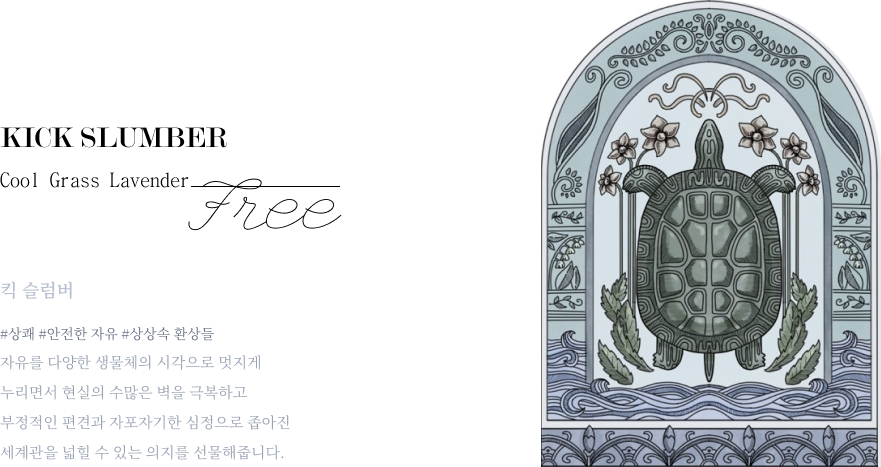 KICK SLUMBER
Cool Grass Lavender
Free
킥 슬럼버
#상쾌 #안전한 자유 #상상속 환상들
자유를 다양한 생물체의 시각으로 멋지게
누리면서 현실의 수많은 벽을 극복하고
부정적인 편견과 자포자기한 심정으로 좁아진
세계관을 넓힐 수 있는 의지를 선물해줍니다.